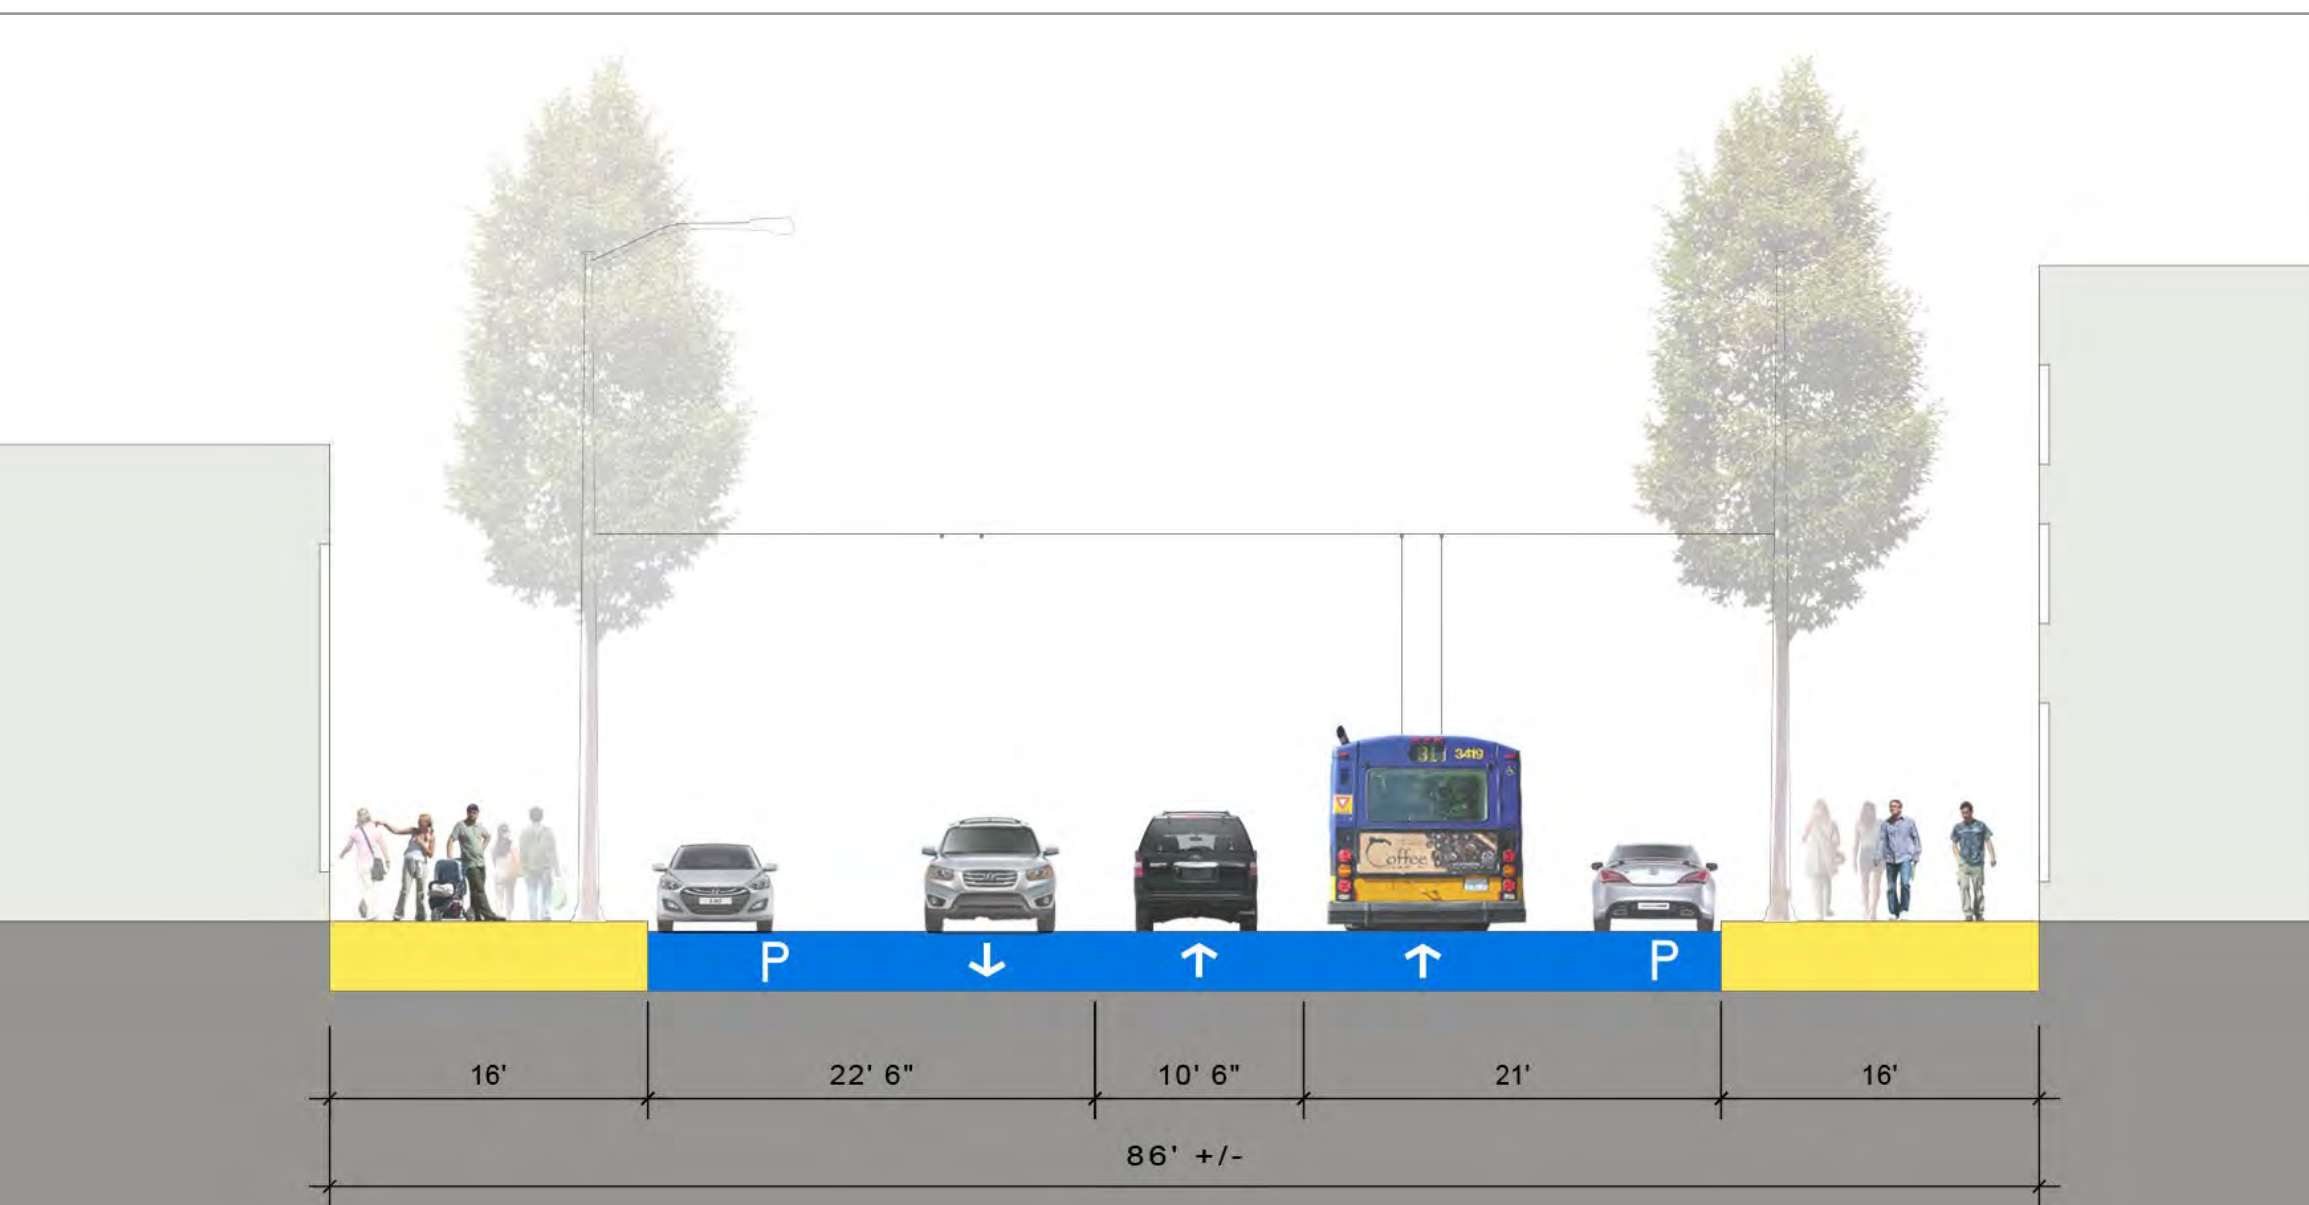 3419
Coffee
P ↓ ↑ ↑ P
16' 22' 6" 10' 6" 21' 16'
86' +/-